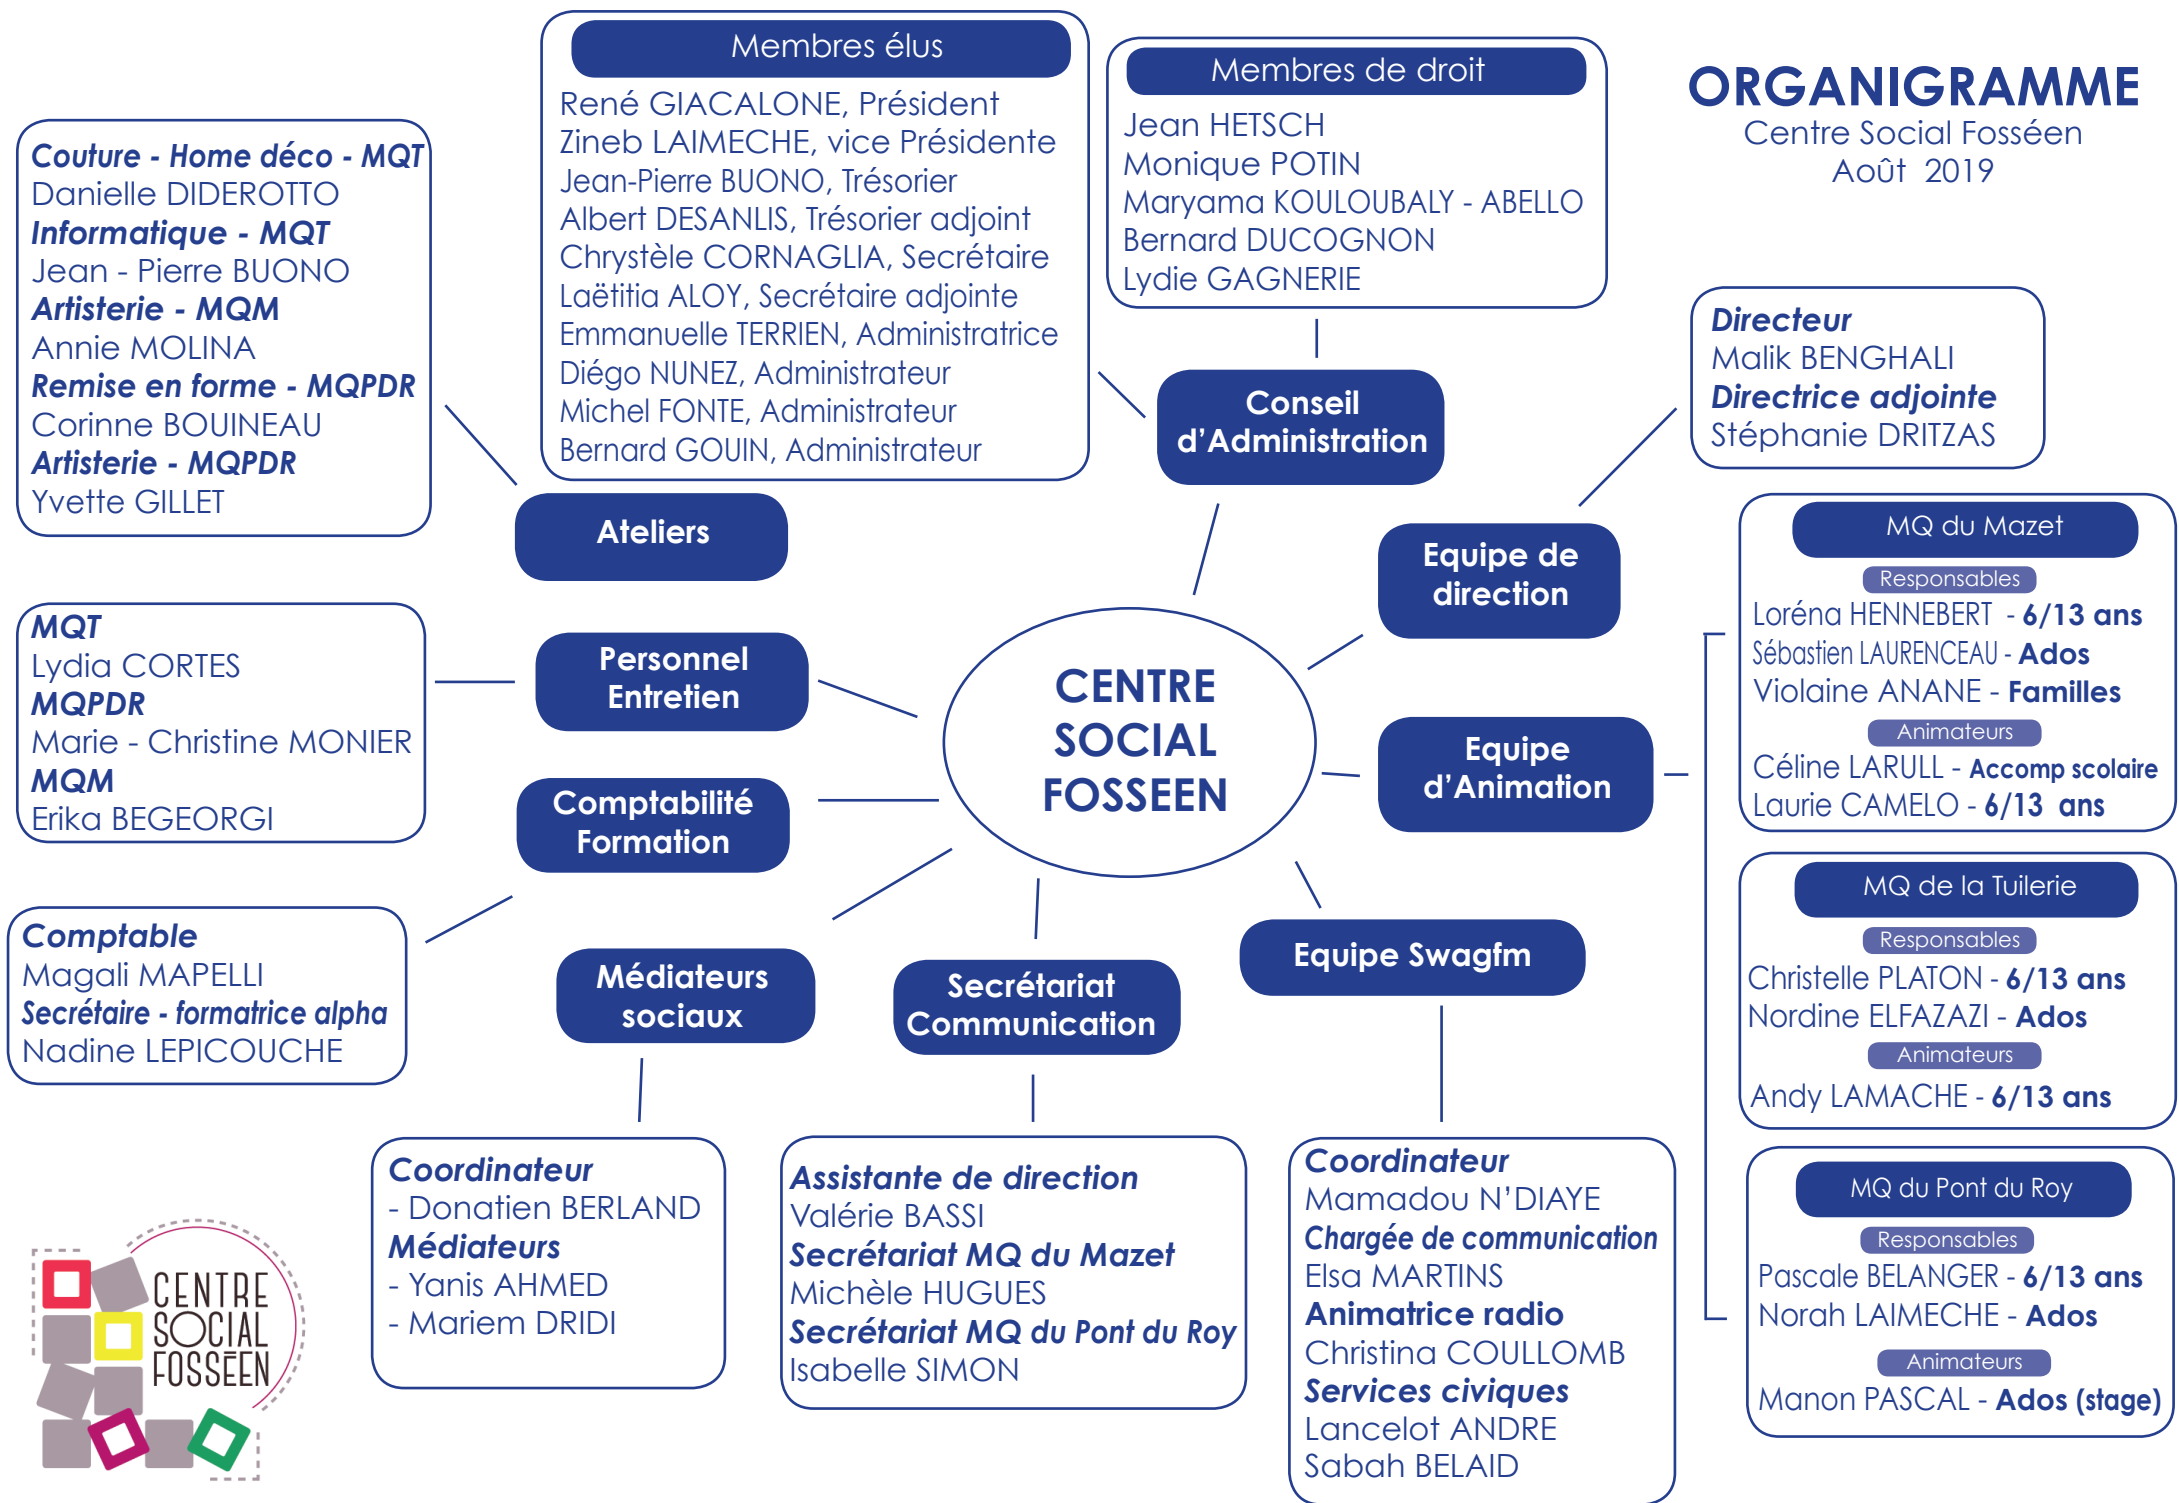 ORGANIGRAMME
Centre Social Fosséen
Août 2019
Membres élus
René GIACALONE, Président
Zineb LAIMECHE, vice Présidente
Jean-Pierre BUONO, Trésorier
Albert DESANLIS, Trésorier adjoint
Chrystèle CORNAGLIA, Secrétaire
Laëtitia ALOY, Secrétaire adjointe
Emmanuelle TERRIEN, Administratrice
Diégo NUNEZ, Administrateur
Michel FONTE, Administrateur
Bernard GOUIN, Administrateur
Membres de droit
Jean HETSCH
Monique POTIN
Maryama KOULOUBALY - ABELLO
Bernard DUCOGNON
Lydie GAGNERIE
Conseil
d'Administration
Couture - Home déco - MQT
Danielle DIDEROTTO
Informatique - MQT
Jean - Pierre BUONO
Artisterie - MQM
Annie MOLINA
Remise en forme - MQPDR
Corinne BOUINEAU
Artisterie - MQPDR
Yvette GILLET
Ateliers
Directeur
Malik BENGHALI
Directrice adjointe
Stéphanie DRITZAS
Equipe de
direction
MQT
Lydia CORTES
MQPDR
Marie - Christine MONIER
MQM
Erika BEGEORGI
Personnel
Entretien
CENTRE
SOCIAL
FOSSEEN
Equipe
d'Animation
MQ du Mazet
Responsables
Loréna HENNEBERT - 6/13 ans
Sébastien LAURENCEAU - Ados
Violaine ANANE - Familles
Animateurs
Céline LARULL - Accomp scolaire
Laurie CAMELO - 6/13 ans
MQ de la Tuilerie
Responsables
Christelle PLATON - 6/13 ans
Nordine ELFAZAZI - Ados
Animateurs
Andy LAMACHE - 6/13 ans
MQ du Pont du Roy
Responsables
Pascale BELANGER - 6/13 ans
Norah LAIMECHE - Ados
Animateurs
Manon PASCAL - Ados (stage)
Comptabilité
Formation
Comptable
Magali MAPELLI
Secrétaire - formatrice alpha
Nadine LEPICOUCHE
Médiateurs
sociaux
Coordinateur
- Donatien BERLAND
Médiateurs
- Yanis AHMED
- Mariem DRIDI
Secrétariat
Communication
Assistante de direction
Valérie BASSI
Secrétariat MQ du Mazet
Michèle HUGUES
Secrétariat MQ du Pont du Roy
Isabelle SIMON
Equipe Swagfm
Coordinateur
Mamadou N'DIAYE
Chargée de communication
Elsa MARTINS
Animatrice radio
Christina COULLOMB
Services civiques
Lancelot ANDRE
Sabah BELAID
CENTRE
SOCIAL
FOSSÉEN